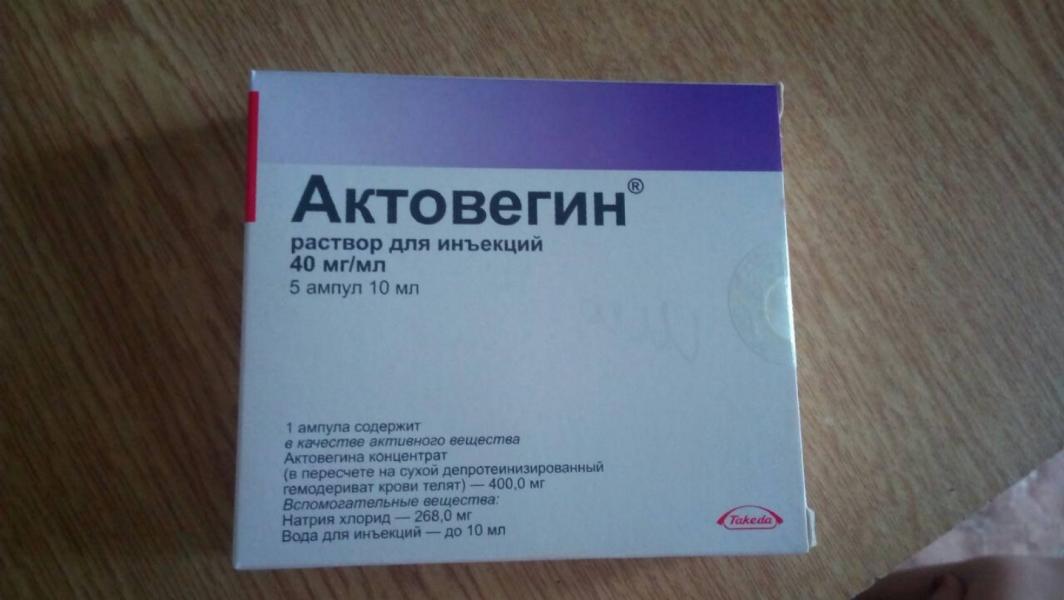 Актовегин®
раствор для инъекций
40 мг/мл
5 ампул 10 мл
1 ампула содержит
в качестве активного вещества
Актовегина концентрат
(в пересчете на сухой депротеинизированный
гемодериват крови телят) — 400,0 мг
Вспомогательные вещества:
Натрия хлорид — 268,0 мг
Вода для инъекций — до 10 мл
Takeda